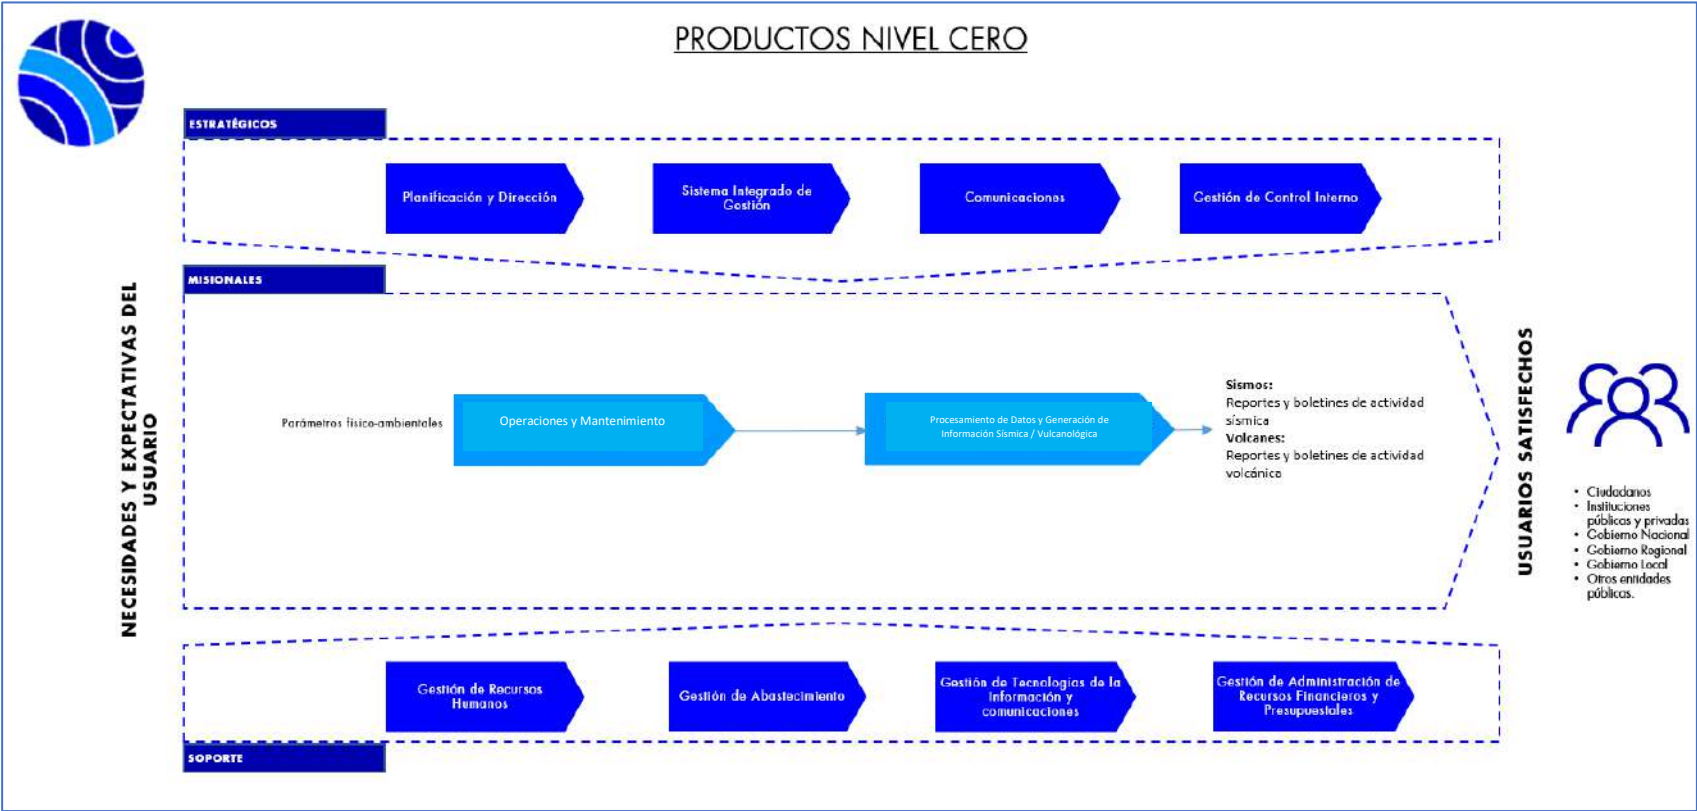 PRODUCTOS NIVEL CERO
ESTRATÉGICOS
Planificación y Dirección
Sistema Integrado de
Gestión
Comunicaciones
Gestión de Control Interno
MISIONALES
NECESIDADES Y EXPECTATIVAS DEL
USUARIO
Parámetros físico-ambientales
Operaciones y Mantenimiento
Procesamiento de Datos y Generación de
Información Sísmica / Vulcanológica
Sismos:
Reportes y boletines de actividad
sísmica
Volcanes:
Reportes y boletines de actividad
volcánica
USUARIOS SATISFECHOS
• Ciudadanos
• Instituciones
públicas y privadas
• Gobierno Nacional
• Gobierno Regional
• Gobierno Local
• Otros entidades
públicas.
Gestión de Recursos
Humanos
Gestión de Abastecimiento
Gestión de Tecnologías de la
Información y
comunicaciones
Gestión de Administración de
Recursos Financieros y
Presupuestales
SOPORTE